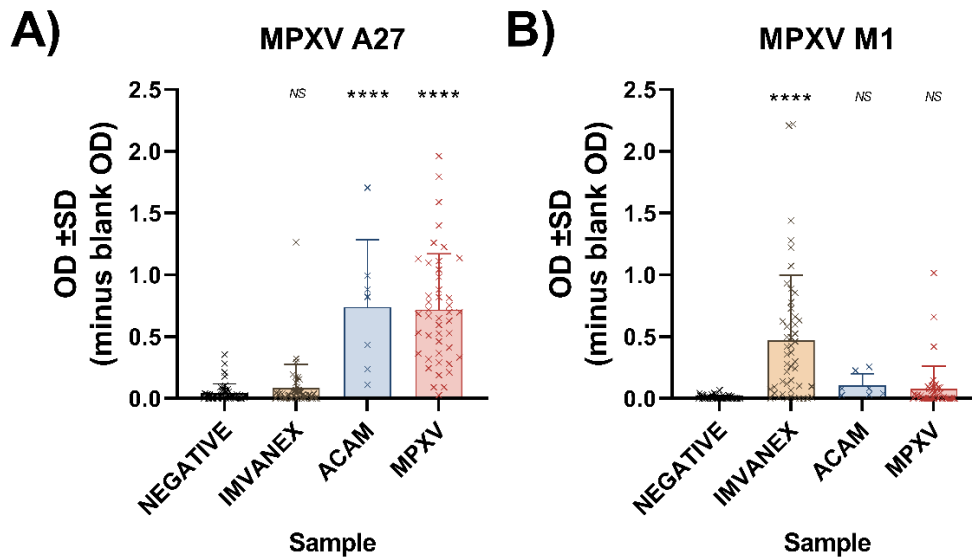 A)
MPXV A27
OD ±SD
(minus blank OD)
2.5
2.0
1.5
1.0
0.5
0.0
NS
****
****
NEGATIVE
IMVANEX
ACAM
MPXV
Sample
B)
MPXV M1
OD ±SD
(minus blank OD)
2.5
2.0
1.5
1.0
0.5
0.0
****
NS
NS
NEGATIVE
IMVANEX
ACAM
MPXV
Sample